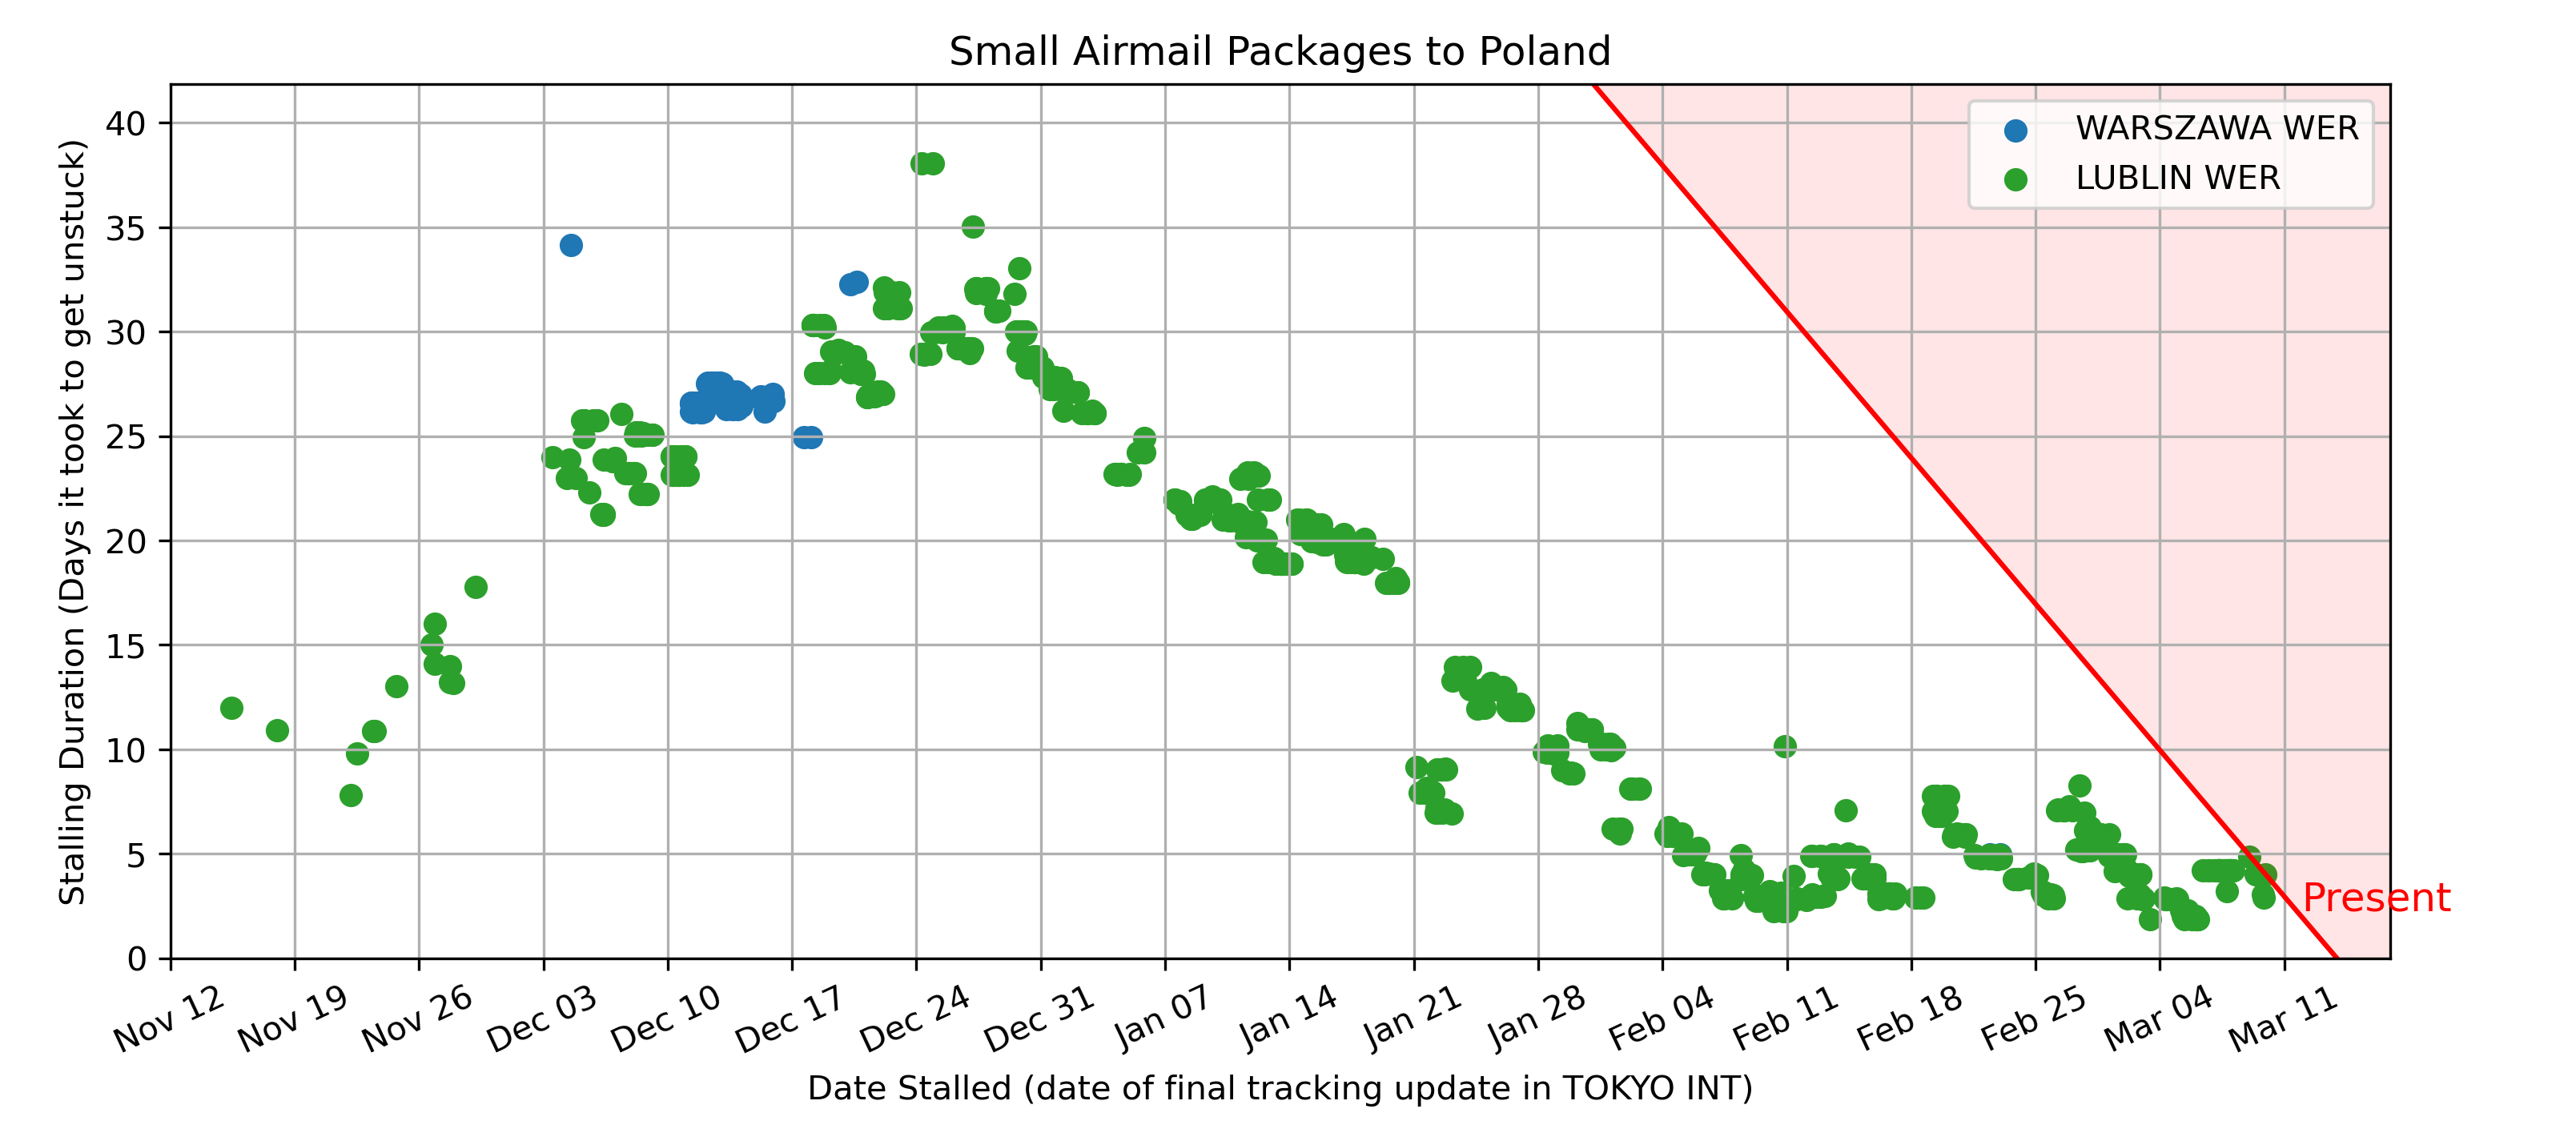 Small Airmail Packages to Poland
Stalling Duration (Days it took to get unstuck)
40
35
30
25
20
15
10
5
0
WARSZAWA WER
LUBLIN WER
Present
Nov 12
Nov 19
Nov 26
Dec 03
Dec 10
Dec 17
Dec 24
Dec 31
Jan 07
Jan 14
Jan 21
Jan 28
Feb 04
Feb 11
Feb 18
Feb 25
Mar 04
Mar 11
Date Stalled (date of final tracking update in TOKYO INT)